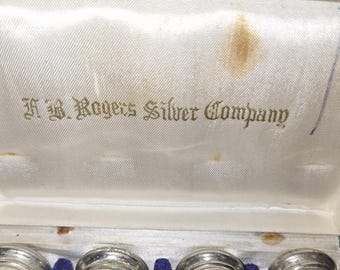 F. B. Rogers Silver Company